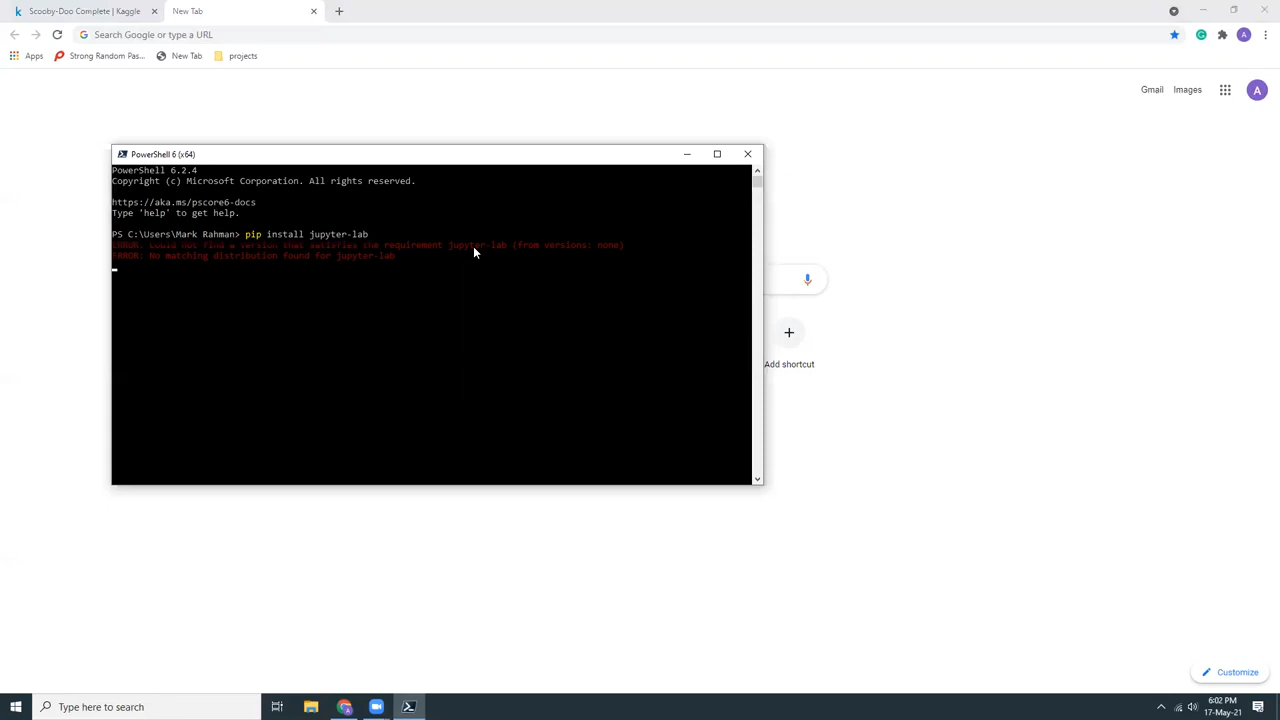 Scooby-Doo Complete | Kaggle
New Tab
Search Google or type a URL
A
Apps
Strong Random Pas...
New Tab
projects
Gmail
Images
A
PowerShell 6 (x64)
PowerShell 6.2.4
Copyright (c) Microsoft Corporation. All rights reserved.
https://aka.ms/pscore6-docs
Type 'help' to get help.
PS C:\Users\Mark Rahman> pip install jupyter-lab
ERROR: Could not find a version that satisfies the requirement jupyter-lab (from versions: none)
ERROR: No matching distribution found for jupyter-lab
Add shortcut
Customize
Type here to search
6:02 PM
17-May-21